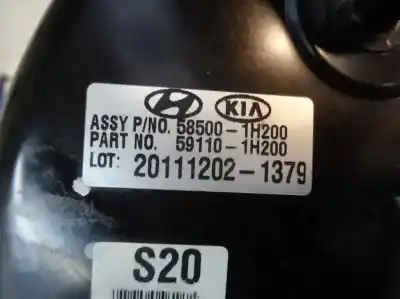 KIA
ASSY P/NO. 58500-1H200
PART NO. 59110-1H200
LOT: 20111202-1379
S20